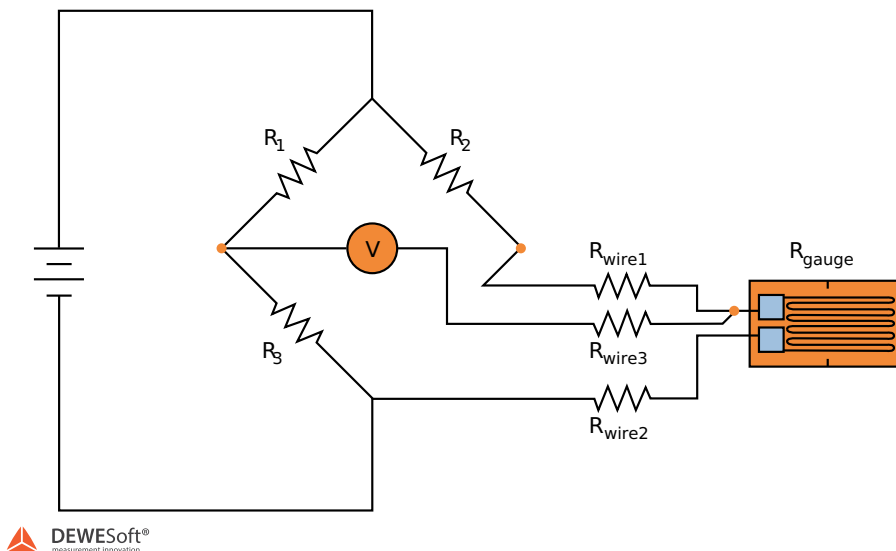 R1
R2
V
Rwire1
Rgauge
R3
Rwire3
Rwire2
DEWESoft®
measurement innovation